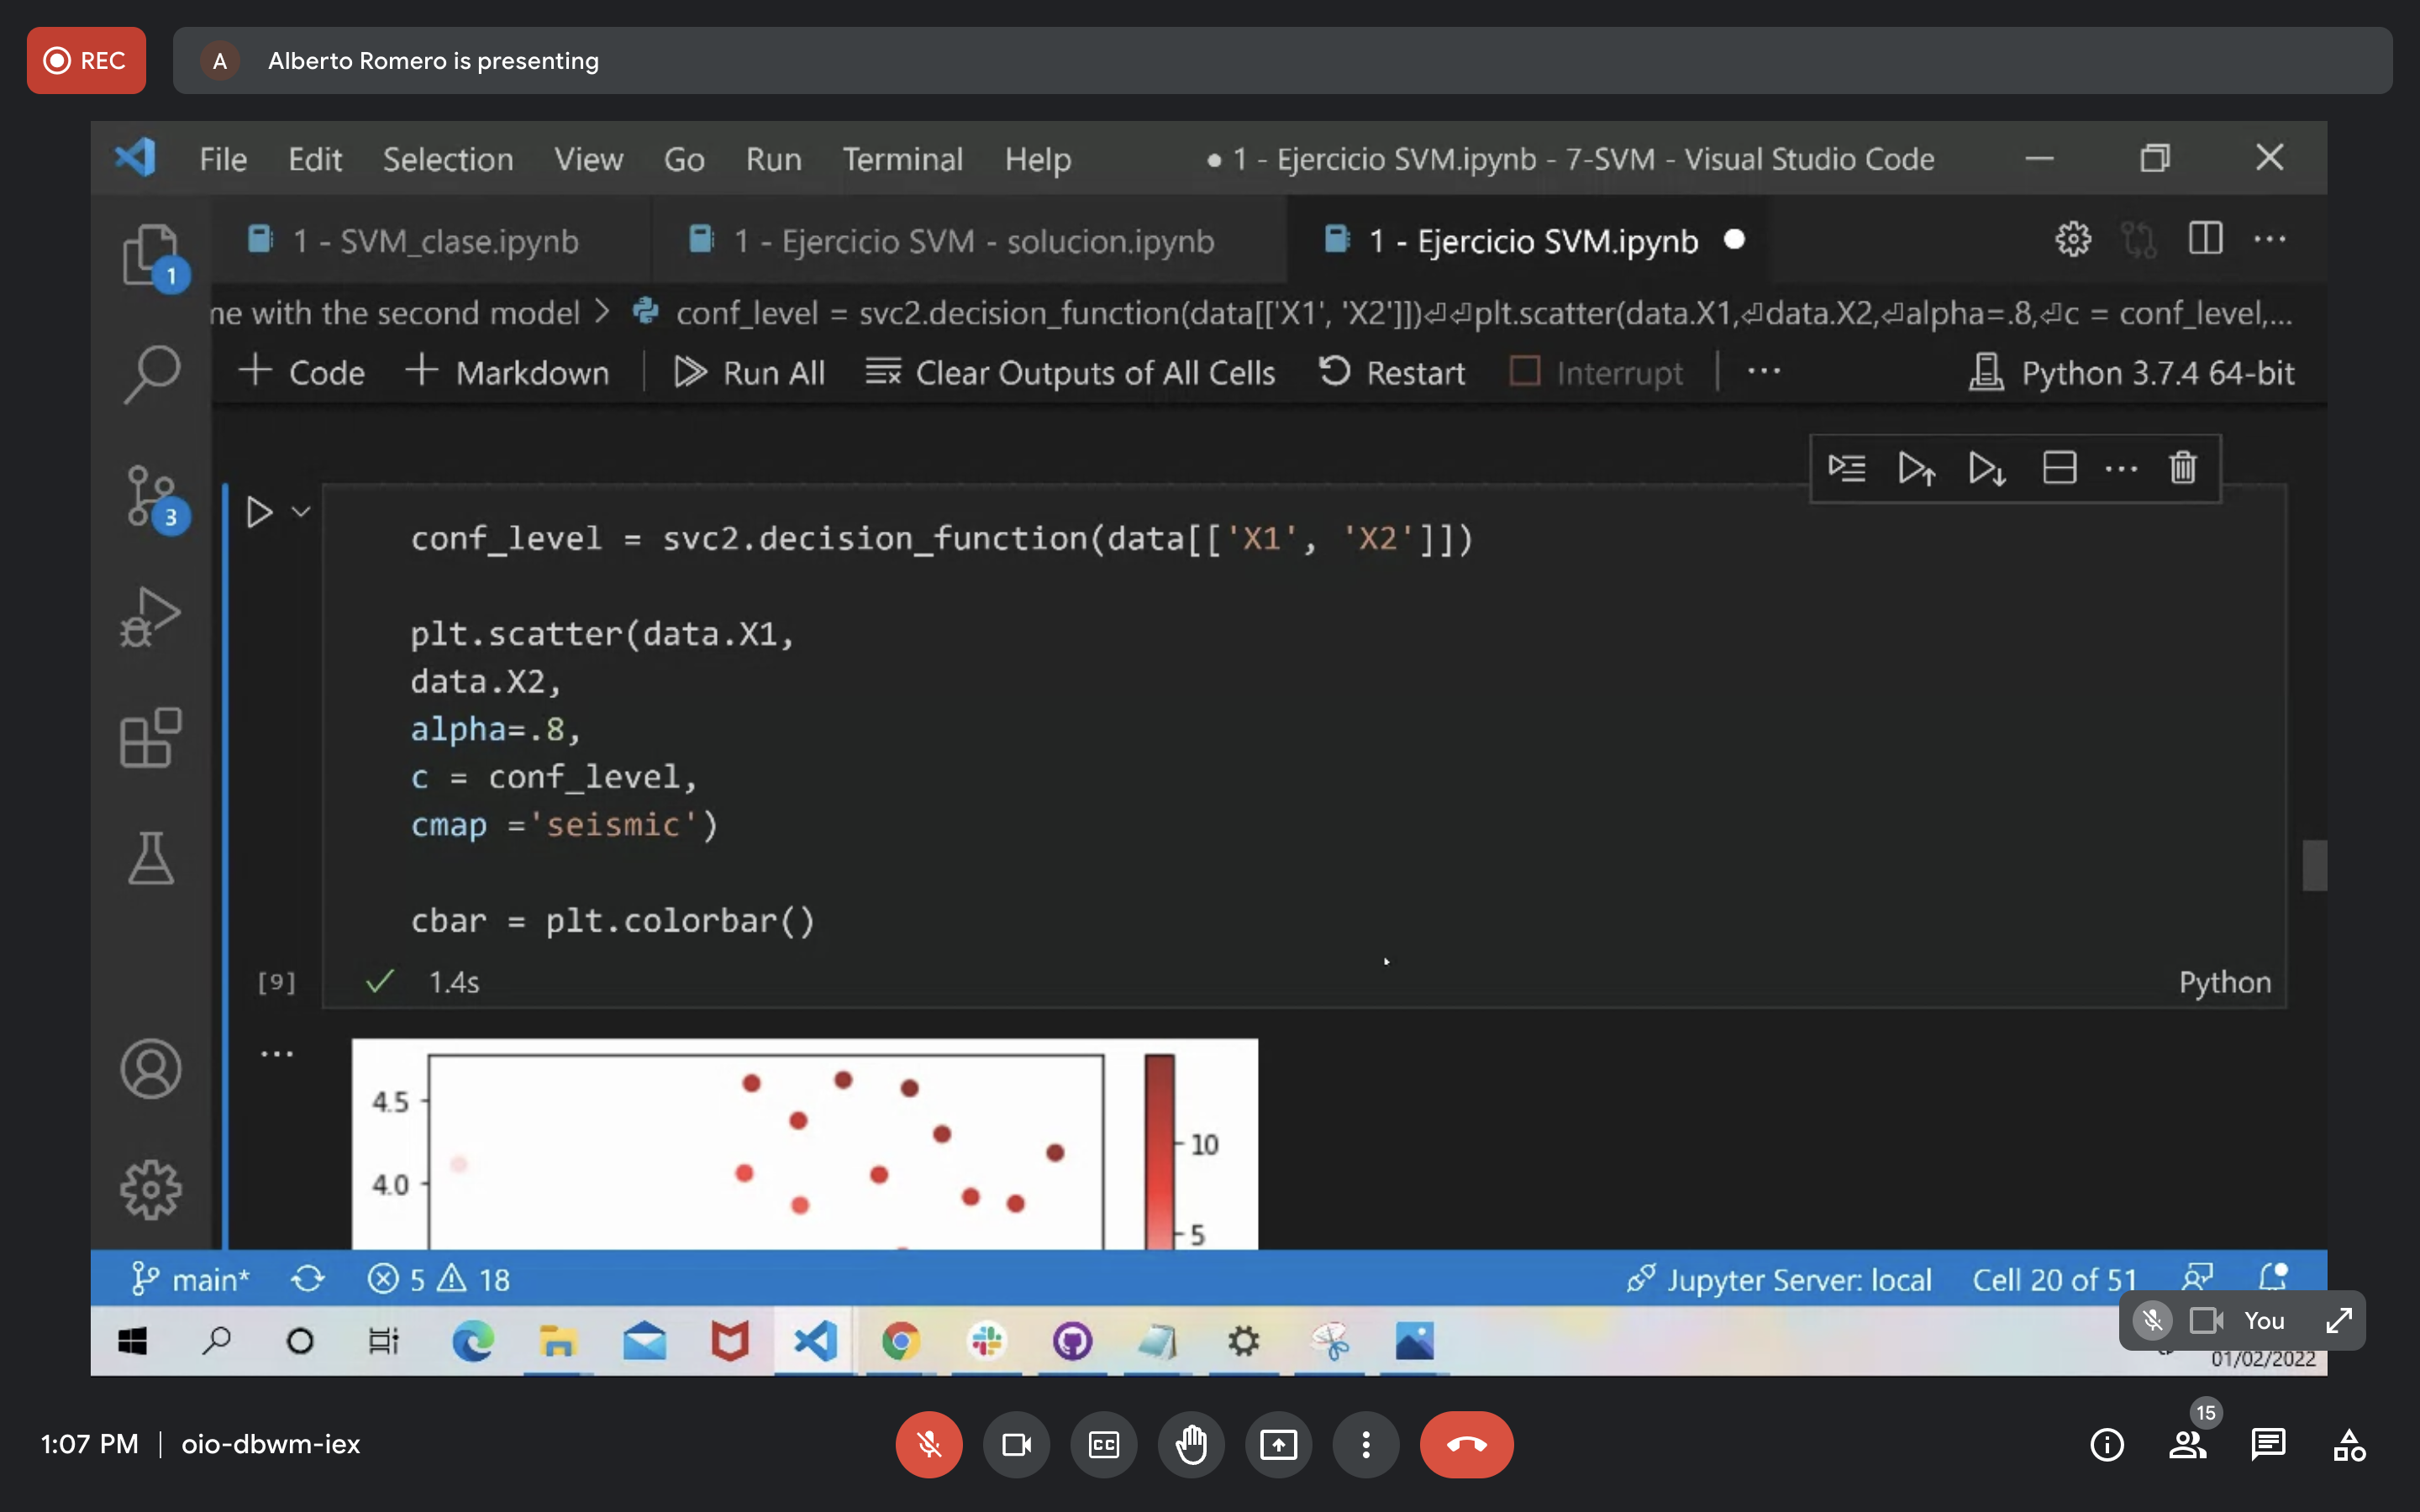 REC
A
Alberto Romero is presenting
File Edit Selection View Go Run Terminal Help
● 1 - Ejercicio SVM.ipynb - 7-SVM - Visual Studio Code
1 - SVM_clase.ipynb
1 - Ejercicio SVM - solucion.ipynb
1 - Ejercicio SVM.ipynb
1
ne with the second model > conf_level = svc2.decision_function(data[['X1', 'X2']])⏎⏎plt.scatter(data.X1,⏎data.X2,⏎alpha=.8,⏎c = conf_level,...
+ Code + Markdown Run All Clear Outputs of All Cells Restart Interrupt ... Python 3.7.4 64-bit
3
conf_level = svc2.decision_function(data[['X1', 'X2']])
plt.scatter(data.X1,
data.X2,
alpha=.8,
c = conf_level,
cmap ='seismic')
cbar = plt.colorbar()
[9] ✓ 1.4s Python
4.5
4.0
10
5
main* 5 18 Jupyter Server: local Cell 20 of 51
You
01/02/2022
1:07 PM | oio-dbwm-iex
CC
15